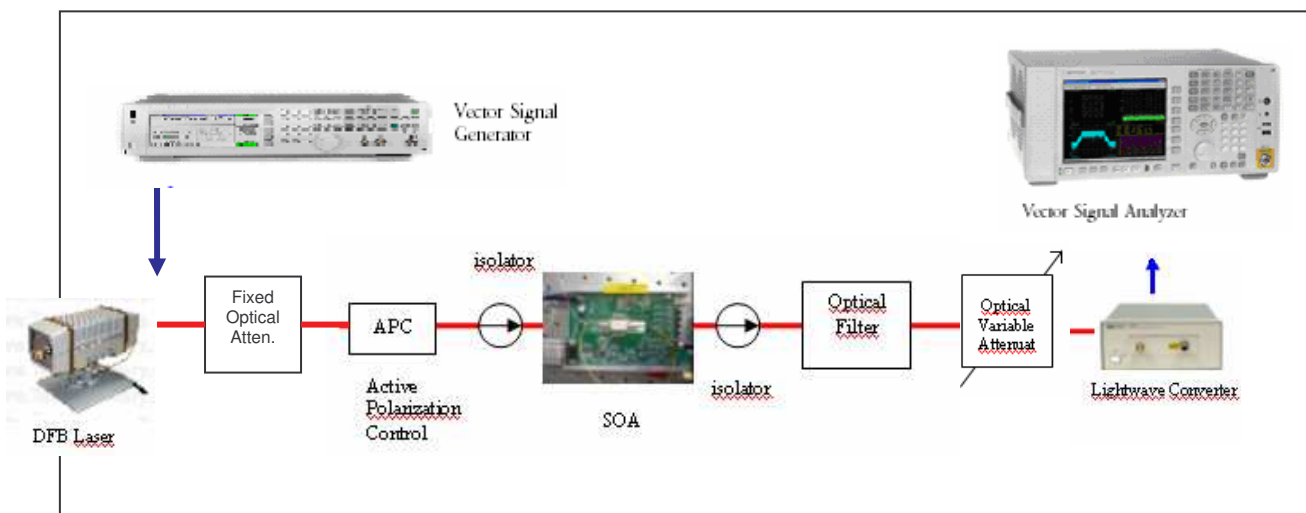 Vector Signal
Generator
Vector Signal Analyzer
isolator
Fixed
Optical
Atten.
APC
Optical
Filter
Optical
Variable
Attenuat
isolator
Active
Polarization
Control
SOA
Lightwave Converter
DFB Laser